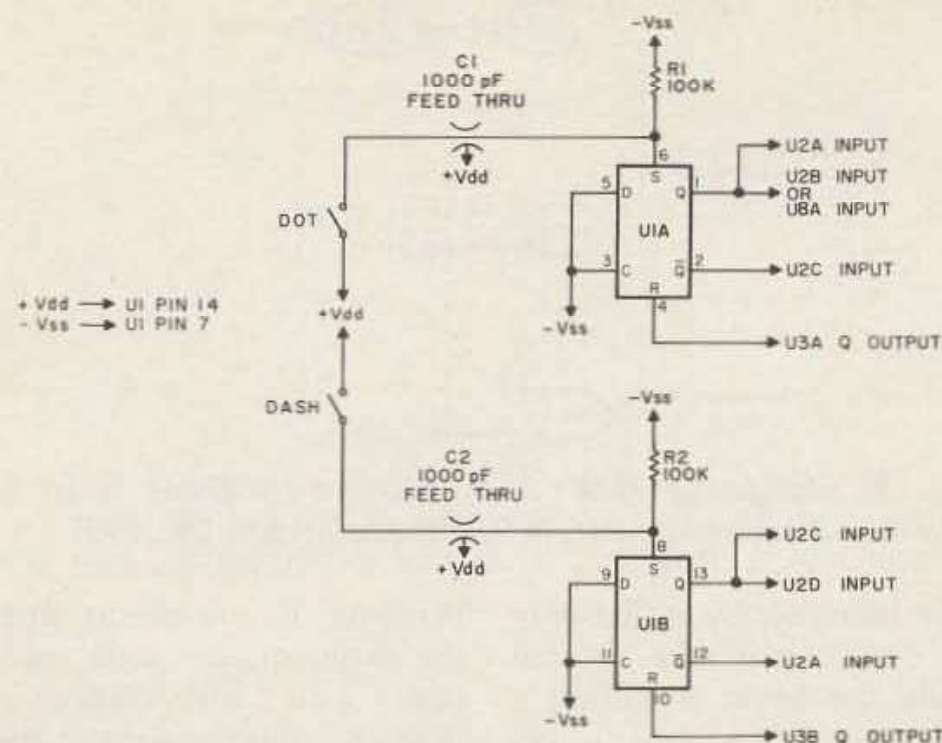 -Vss
C1
1000 pF
FEED THRU
R1
100K
+Vdd
6
S
5
D
Q
1
U1A
3
C
Q̅
2
R
4
U2A INPUT
U2B INPUT
OR
U8A INPUT
U2C INPUT
U3A Q OUTPUT
-Vss
DOT
+Vdd
+ Vdd → U1 PIN 14
- Vss → U1 PIN 7
DASH
-Vss
C2
1000 pF
FEED THRU
R2
100K
+Vdd
8
S
9
D
Q
13
U1B
11
C
Q̅
12
R
10
U2C INPUT
U2D INPUT
U2A INPUT
U3B Q OUTPUT
-Vss